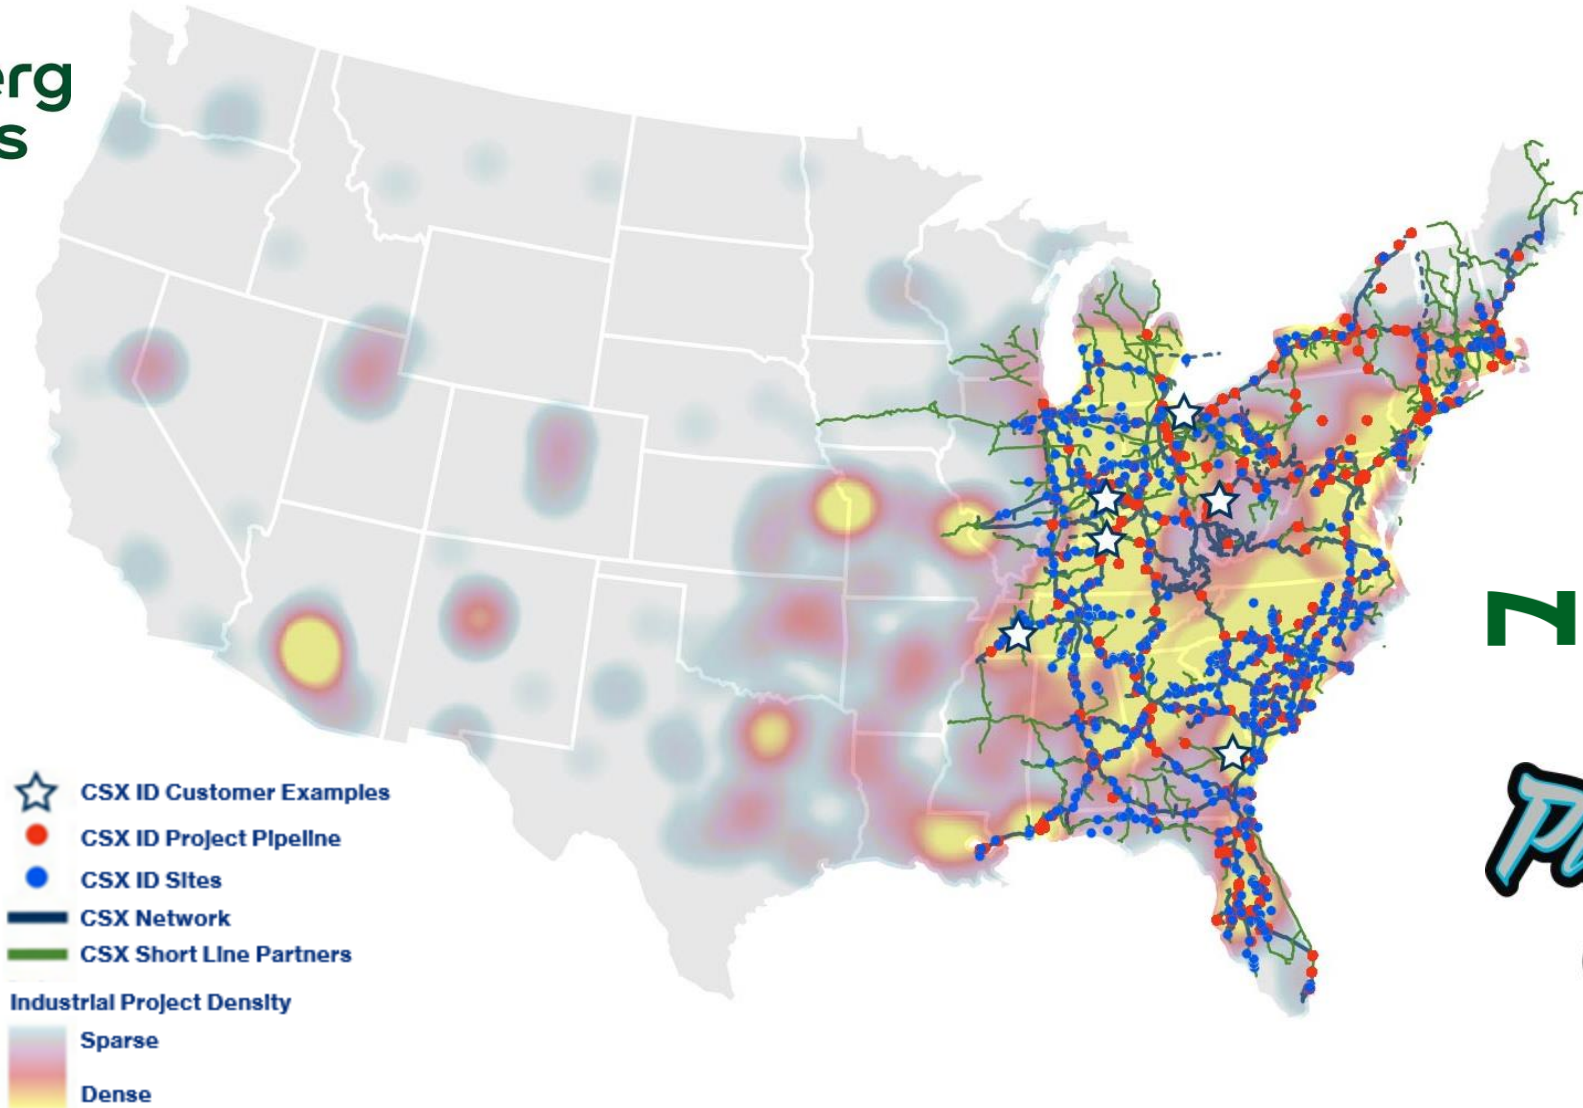 erg
s
CSX ID Customer Examples
CSX ID Project Pipeline
CSX ID Sites
CSX Network
CSX Short Line Partners
Industrial Project Density
Sparse
Dense